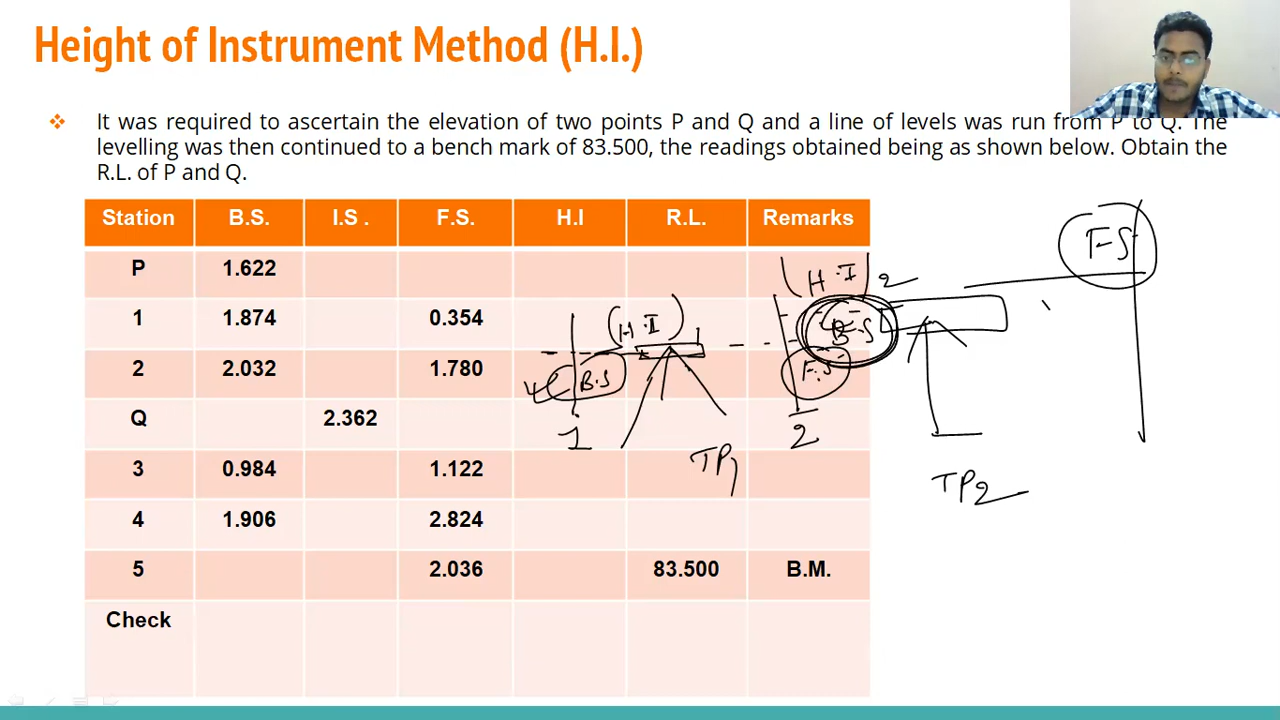 Height of Instrument Method (H.I.)
It was required to ascertain the elevation of two points P and Q and a line of levels was run from P to Q. The
levelling was then continued to a bench mark of 83.500, the readings obtained being as shown below. Obtain the
R.L. of P and Q.
Station B.S. I.S . F.S. H.I R.L. Remarks
P 1.622
1 1.874 0.354
2 2.032 1.780
Q 2.362
3 0.984 1.122
4 1.906 2.824
5 2.036 83.500 B.M.
Check
(H.I)
B.S
1
TP1
(H.I)2
B.S
F.S
2
F.S
TP2